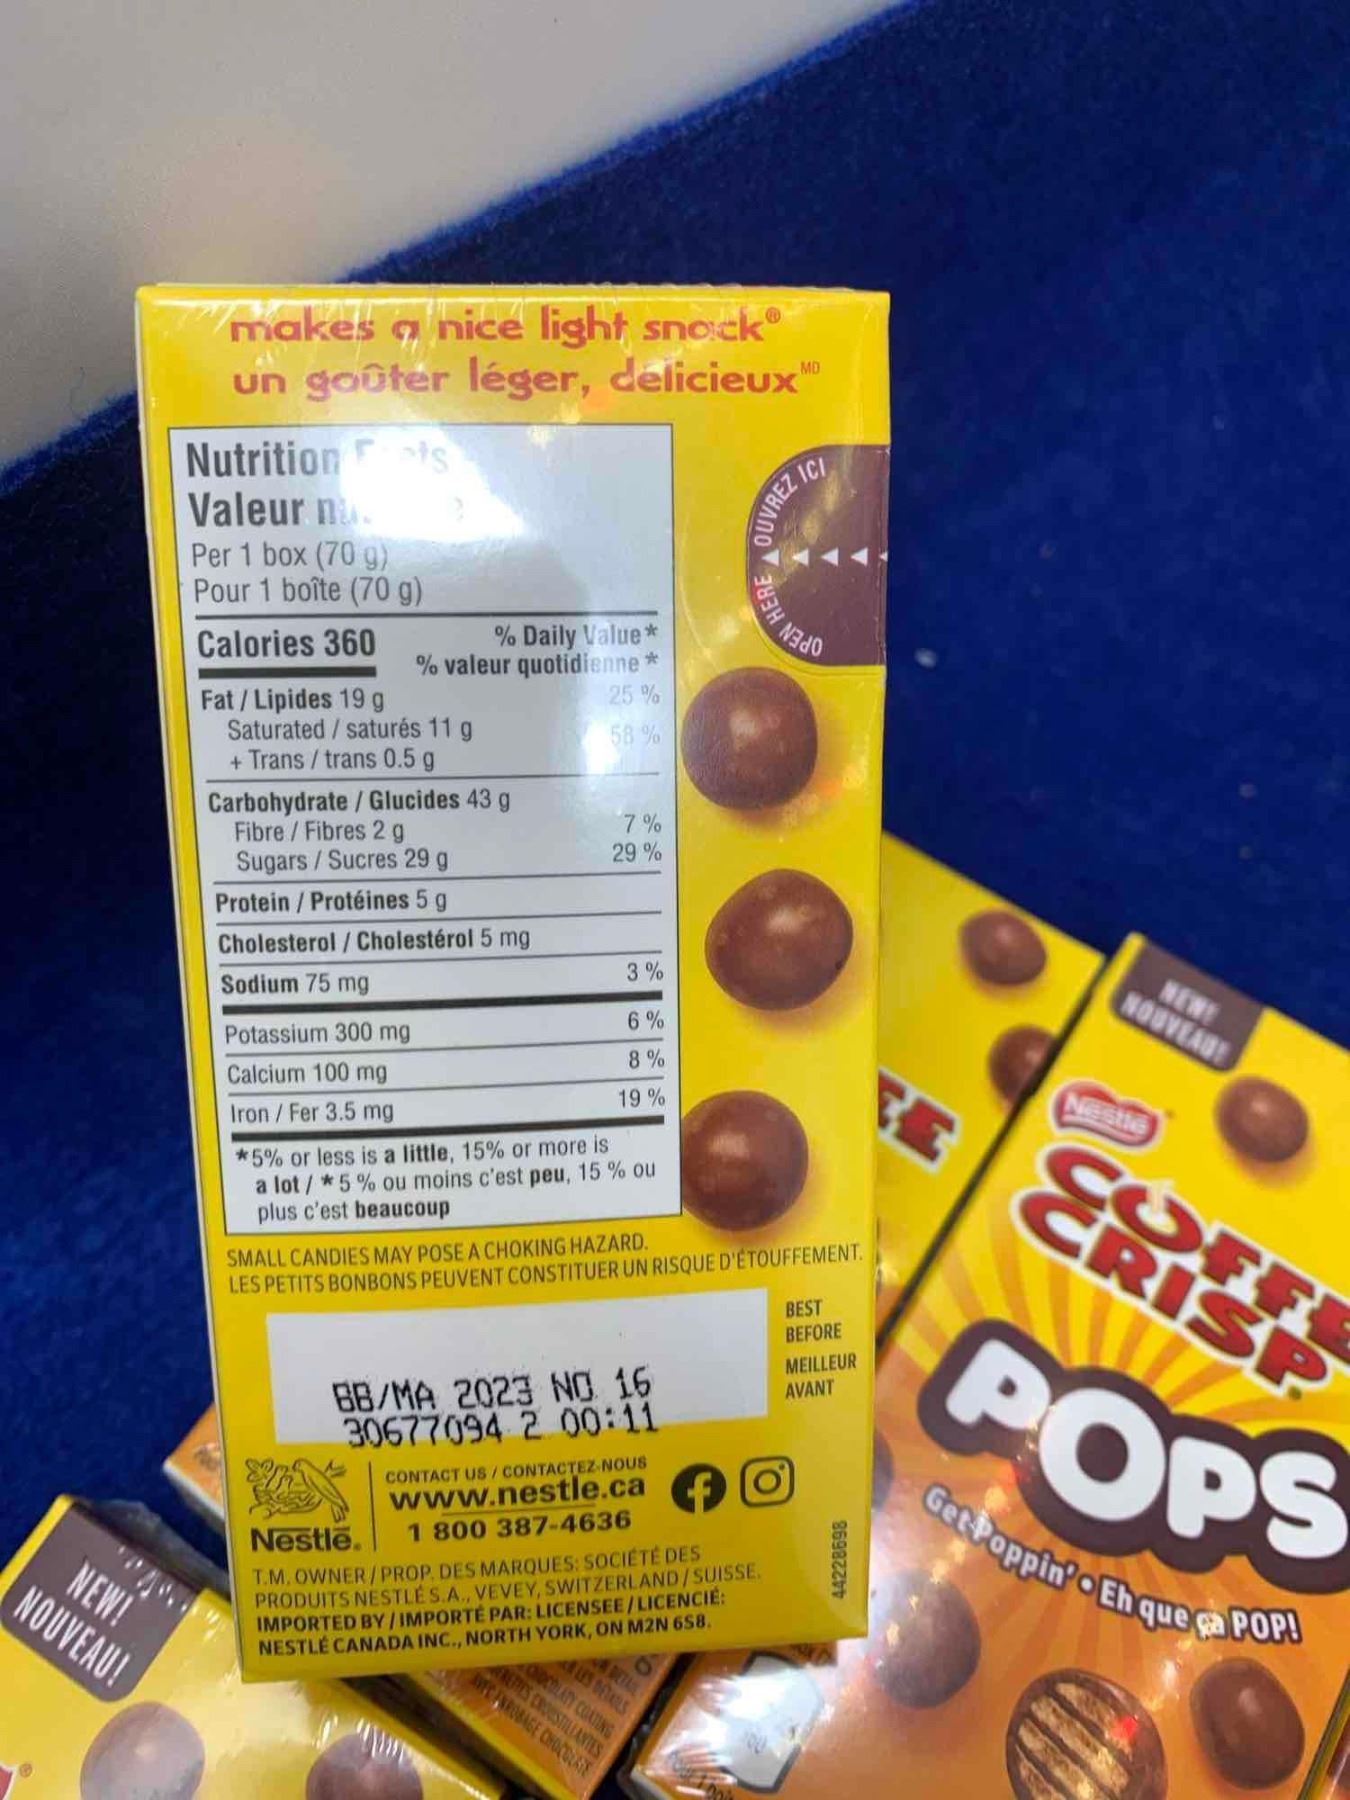 makes a nice light snack®
un goûter léger, délicieux MD
Nutrition
Valeur
Per 1 box (70 g)
Pour 1 boîte (70 g)
Calories 360
% Daily Value*
% valeur quotidienne*
Fat / Lipides 19 g 25 %
Saturated / saturés 11 g 58 %
+ Trans / trans 0.5 g
Carbohydrate / Glucides 43 g
Fibre / Fibres 2 g 7 %
Sugars / Sucres 29 g 29 %
Protein / Protéines 5 g
Cholesterol / Cholestérol 5 mg
Sodium 75 mg 3 %
Potassium 300 mg 6 %
Calcium 100 mg 8 %
Iron / Fer 3.5 mg 19 %
*5% or less is a little, 15% or more is
a lot / *5 % ou moins c'est peu, 15 % ou
plus c'est beaucoup
OPEN HERE ▲ OUVREZ ICI
SMALL CANDIES MAY POSE A CHOKING HAZARD.
LES PETITS BONBONS PEUVENT CONSTITUER UN RISQUE D'ÉTOUFFEMENT.
BEST
BEFORE
MEILLEUR
AVANT
BB/MA 2023 NO 16
30677094 2 00:11
CONTACT US / CONTACTEZ-NOUS
www.nestle.ca
1 800 387-4636
Nestlé®
T.M. OWNER / PROP. DES MARQUES: SOCIÉTÉ DES
PRODUITS NESTLÉ S.A., VEVEY, SWITZERLAND / SUISSE.
IMPORTED BY / IMPORTÉ PAR: LICENSEE / LICENCIÉ:
NESTLÉ CANADA INC., NORTH YORK, ON M2N 6S8.
44228698
NEW!
NOUVEAU!
Nestlé
COFFE
CRISP
POPS
Get Poppin' • Eh que ça POP!
EE
NEW!
NOUVEAU!